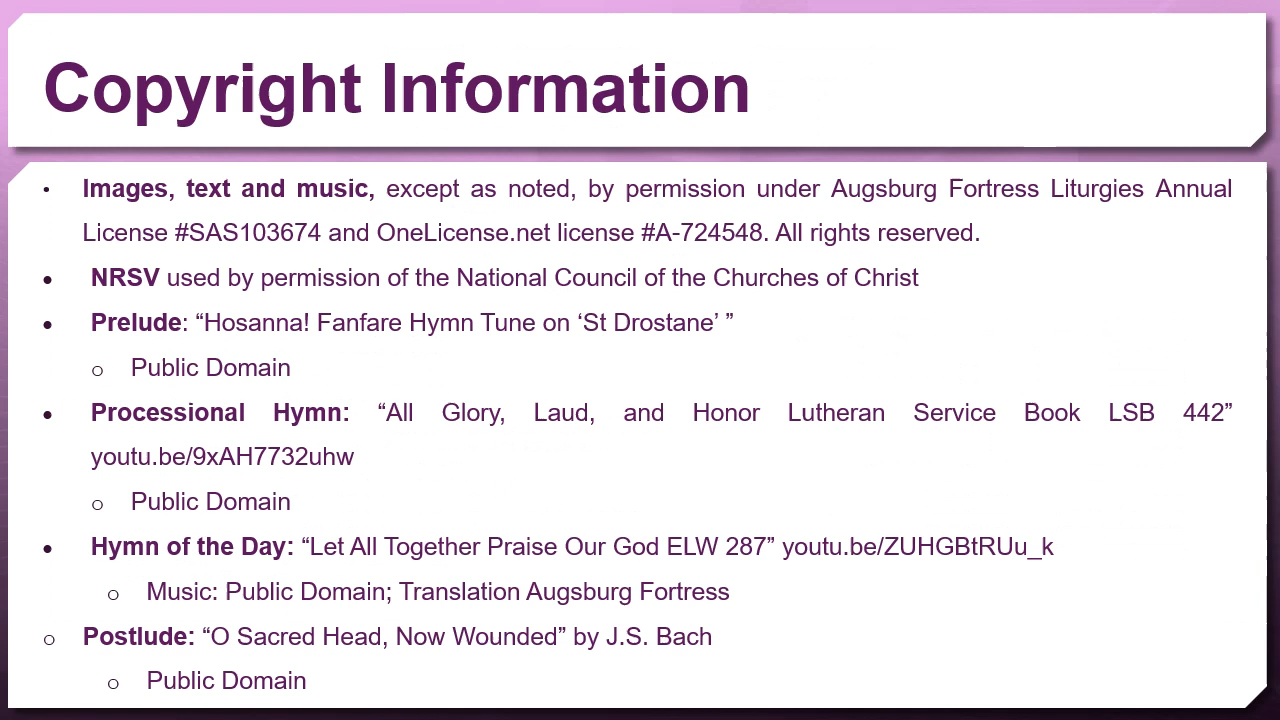 Copyright Information
• Images, text and music, except as noted, by permission under Augsburg Fortress Liturgies Annual
License #SAS103674 and OneLicense.net license #A-724548. All rights reserved.
• NRSV used by permission of the National Council of the Churches of Christ
• Prelude: “Hosanna! Fanfare Hymn Tune on ‘St Drostane’ ”
o Public Domain
• Processional Hymn: “All Glory, Laud, and Honor Lutheran Service Book LSB 442”
youtu.be/9xAH7732uhw
o Public Domain
• Hymn of the Day: “Let All Together Praise Our God ELW 287” youtu.be/ZUHGBtRUu_k
o Music: Public Domain; Translation Augsburg Fortress
o Postlude: “O Sacred Head, Now Wounded” by J.S. Bach
o Public Domain